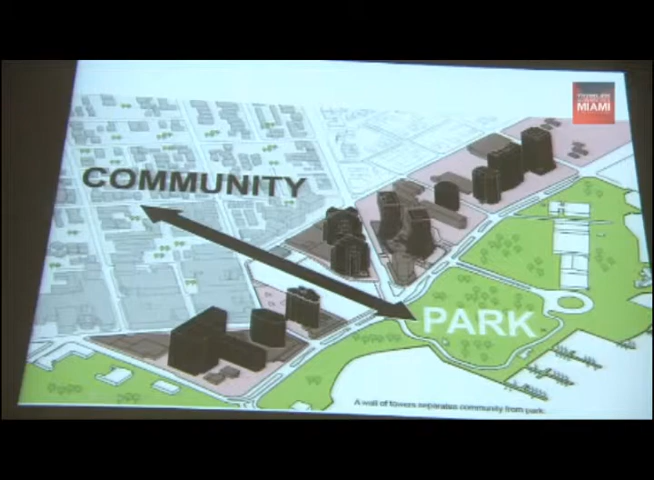 MIAMI
COMMUNITY
PARK
A wall of towers separates community from park.